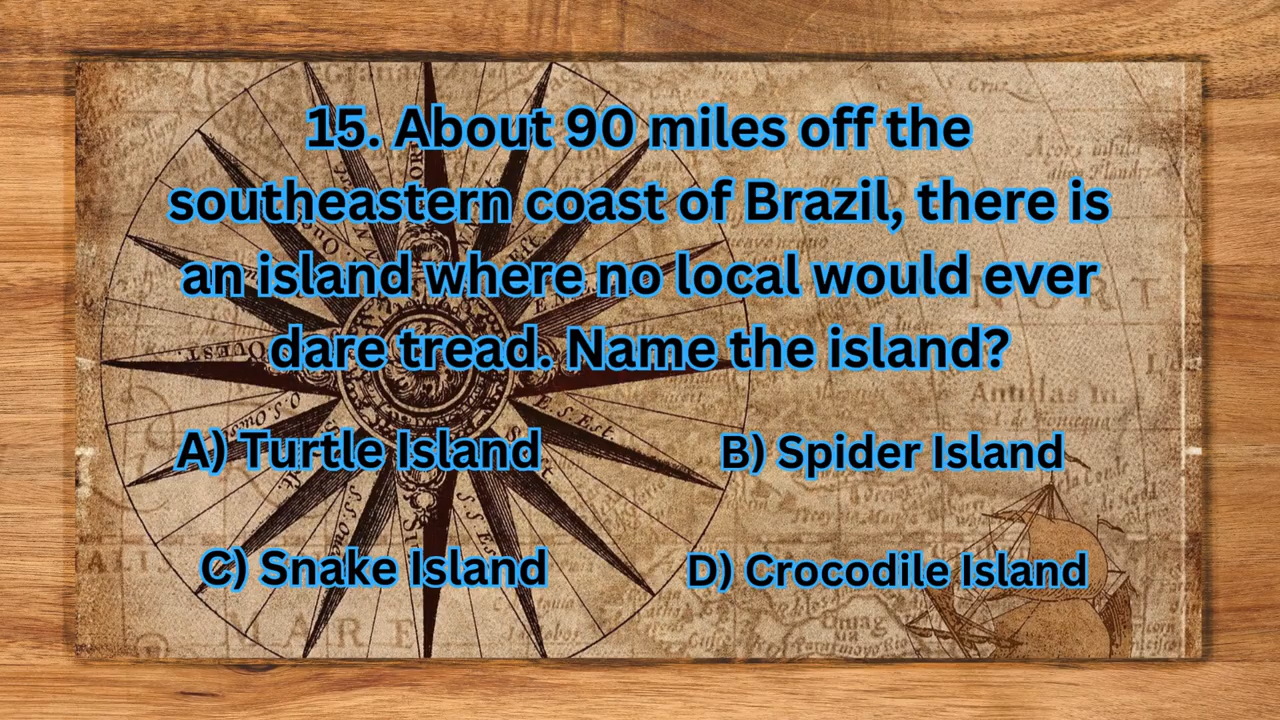 15. About 90 miles off the
southeastern coast of Brazil, there is
an island where no local would ever
dare tread. Name the island?
A) Turtle Island
B) Spider Island
C) Snake Island
D) Crocodile Island